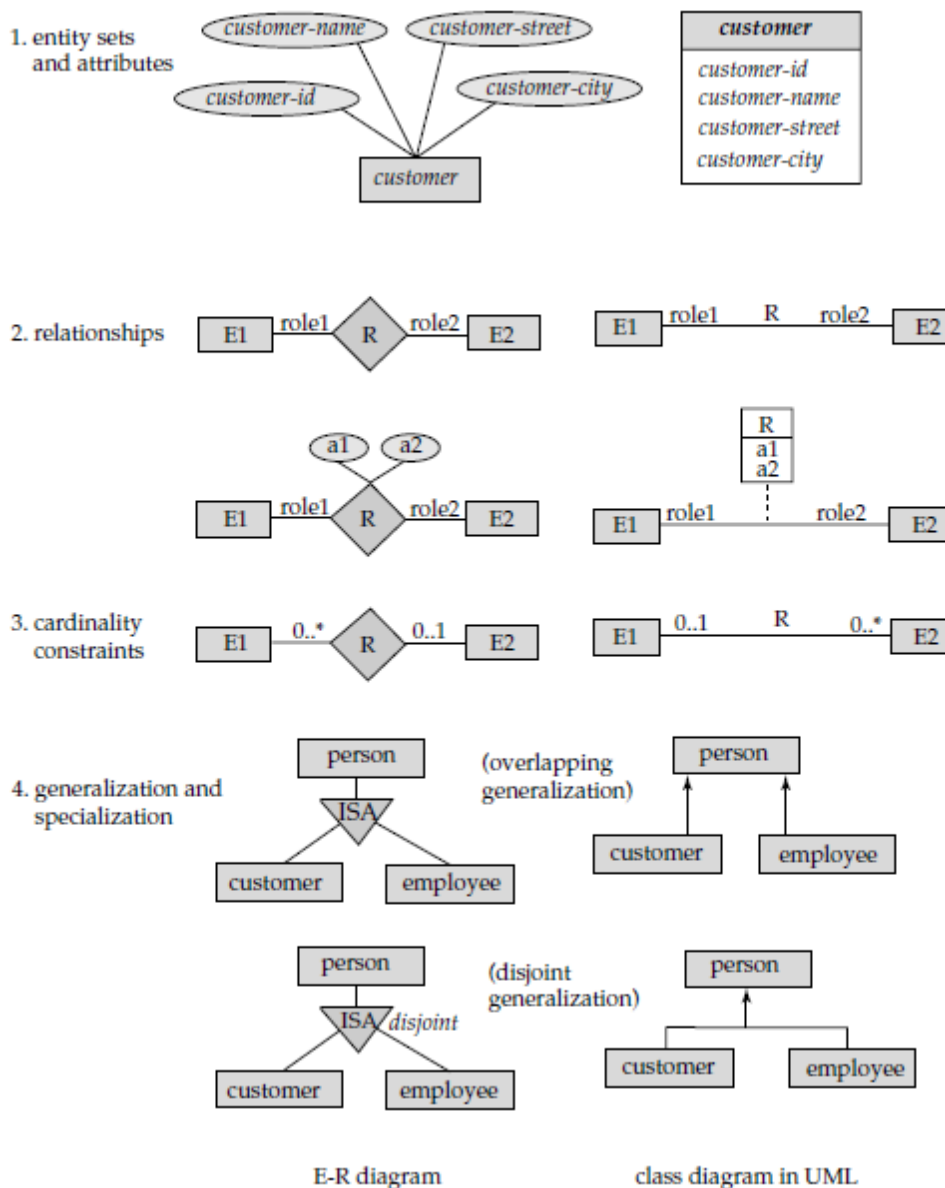 1. entity sets
and attributes
customer-name
customer-street
customer-id
customer-city
customer
customer
customer-id
customer-name
customer-street
customer-city
2. relationships
E1 role1 R role2 E2
E1 role1 R role2 E2
a1 a2
E1 role1 R role2 E2
R
a1
a2
E1 role1 role2 E2
3. cardinality
constraints
E1 0..* R 0..1 E2
E1 0..1 R 0..* E2
4. generalization and
specialization
person
ISA
customer employee
(overlapping
generalization)
person
customer employee
person
ISA disjoint
customer employee
(disjoint
generalization)
person
customer employee
E-R diagram
class diagram in UML